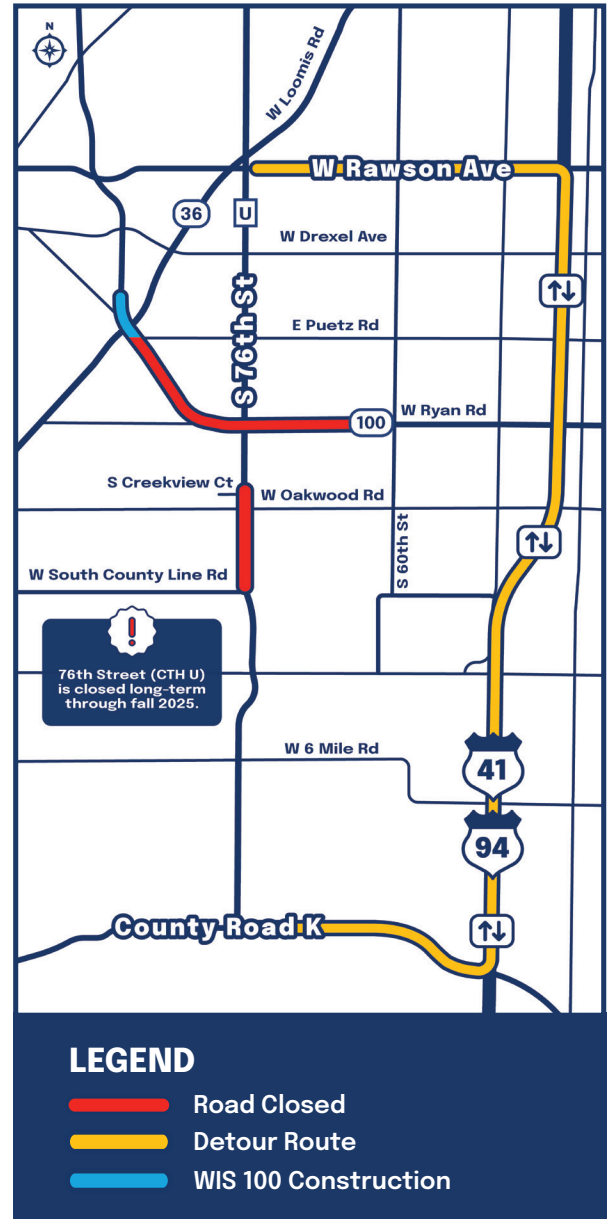 N
W Loomis Rd
W Rawson Ave
36
U
W Drexel Ave
S 76th St
E Puetz Rd
100
W Ryan Rd
S Creekview Ct
W Oakwood Rd
S 60th St
W South County Line Rd
!
76th Street (CTH U)
is closed long-term
through fall 2025.
W 6 Mile Rd
41
94
County Road K
LEGEND
Road Closed
Detour Route
WIS 100 Construction